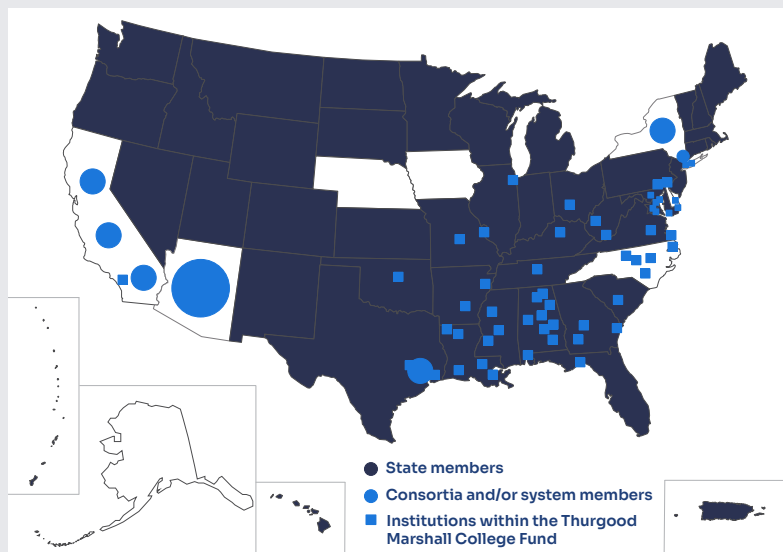 State members
Consortia and/or system members
Institutions within the Thurgood
Marshall College Fund